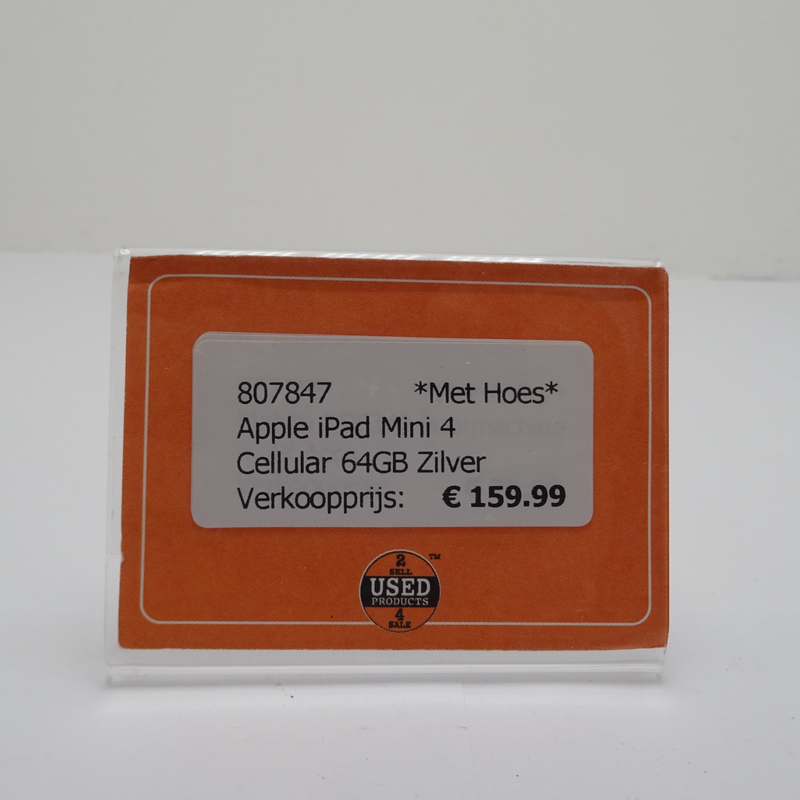 807847 *Met Hoes*
Apple iPad Mini 4
Cellular 64GB Zilver
Verkoopprijs: € 159.99
2 TM
SELL
USED
PRODUCTS
4
SALE